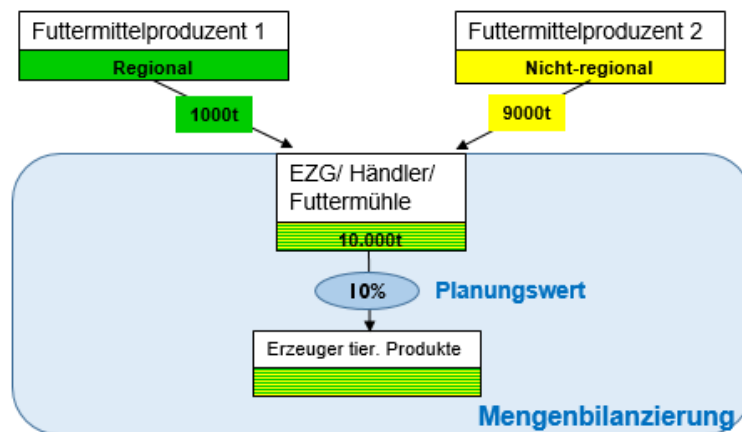 Futtermittelproduzent 1
Regional
Futtermittelproduzent 2
Nicht-regional
1000t
9000t
EZG/ Händler/
Futtermühle
10.000t
10%
Planungswert
Erzeuger tier. Produkte
Mengenbilanzierung